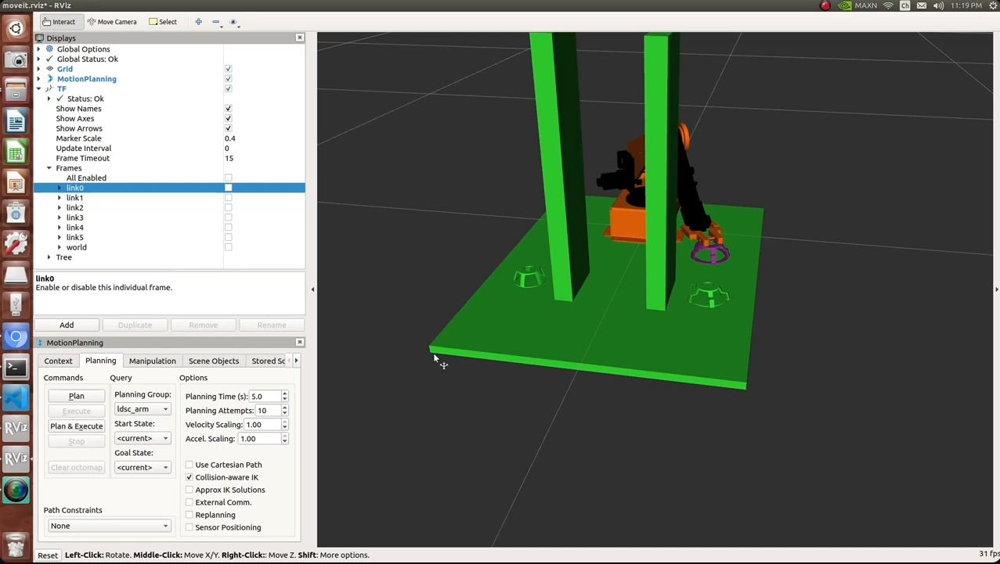 moveit.rviz* - RViz
MAXN
Ch
11:19 PM
Interact
Move Camera
Select
Displays
Global Options
Global Status: Ok
Grid
MotionPlanning
TF
Status: Ok
Show Names
Show Axes
Show Arrows
Marker Scale 0.4
Update Interval 0
Frame Timeout 15
Frames
All Enabled
link0
link1
link2
link3
link4
link5
world
Tree
link0
Enable or disable this individual frame.
Add Duplicate Remove Rename
MotionPlanning
Context Planning Manipulation Scene Objects Stored Sc
Commands Query Options
Plan
Execute
Plan & Execute
Stop
Clear octomap
Planning Group:
ldsc_arm
Start State:
<current>
Goal State:
<current>
Planning Time (s): 5.0
Planning Attempts: 10
Velocity Scaling: 1.00
Accel. Scaling: 1.00
Use Cartesian Path
Collision-aware IK
Approx IK Solutions
External Comm.
Replanning
Sensor Positioning
Path Constraints
None
Reset Left-Click: Rotate. Middle-Click: Move X/Y. Right-Click:: Move Z. Shift: More options.
31 fps
RViz
RViz